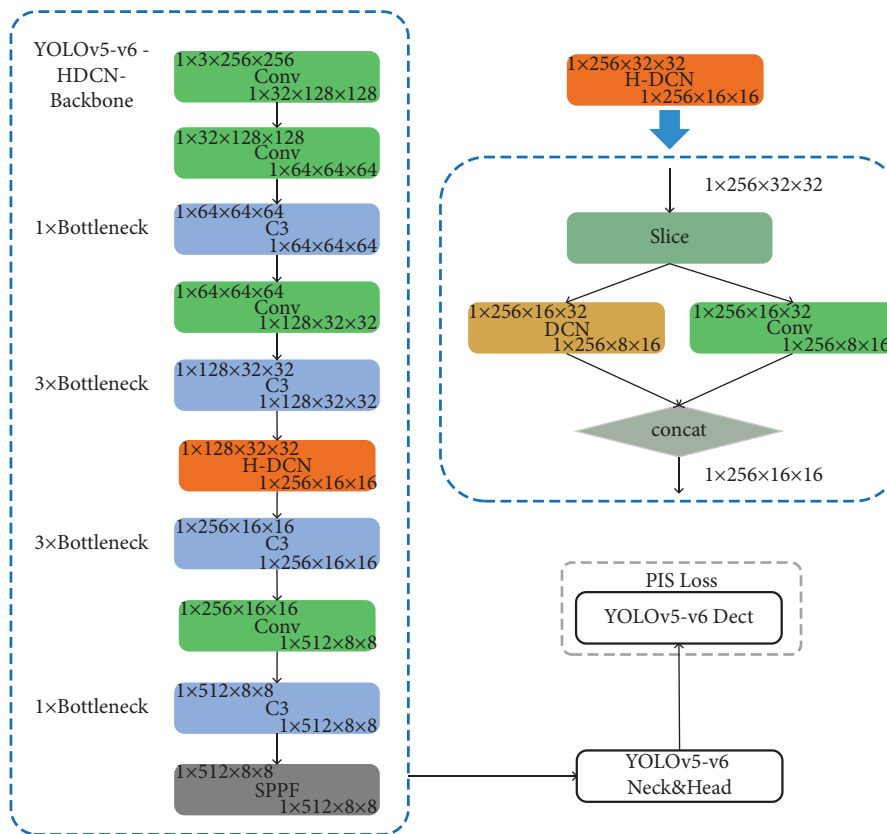 YOLOv5-v6 -
HDCN-
Backbone
1×3×256×256
Conv
1×32×128×128
1×32×128×128
Conv
1×64×64×64
1×Bottleneck
1×64×64×64
C3
1×64×64×64
1×64×64×64
Conv
1×128×32×32
3×Bottleneck
1×128×32×32
C3
1×128×32×32
1×128×32×32
H-DCN
1×256×16×16
3×Bottleneck
1×256×16×16
C3
1×256×16×16
1×256×16×16
Conv
1×512×8×8
1×Bottleneck
1×512×8×8
C3
1×512×8×8
1×512×8×8
SPPF
1×512×8×8
1×256×32×32
H-DCN
1×256×16×16
1×256×32×32
Slice
1×256×16×32
DCN
1×256×8×16
1×256×16×32
Conv
1×256×8×16
concat
1×256×16×16
PIS Loss
YOLOv5-v6 Dect
YOLOv5-v6
Neck&Head